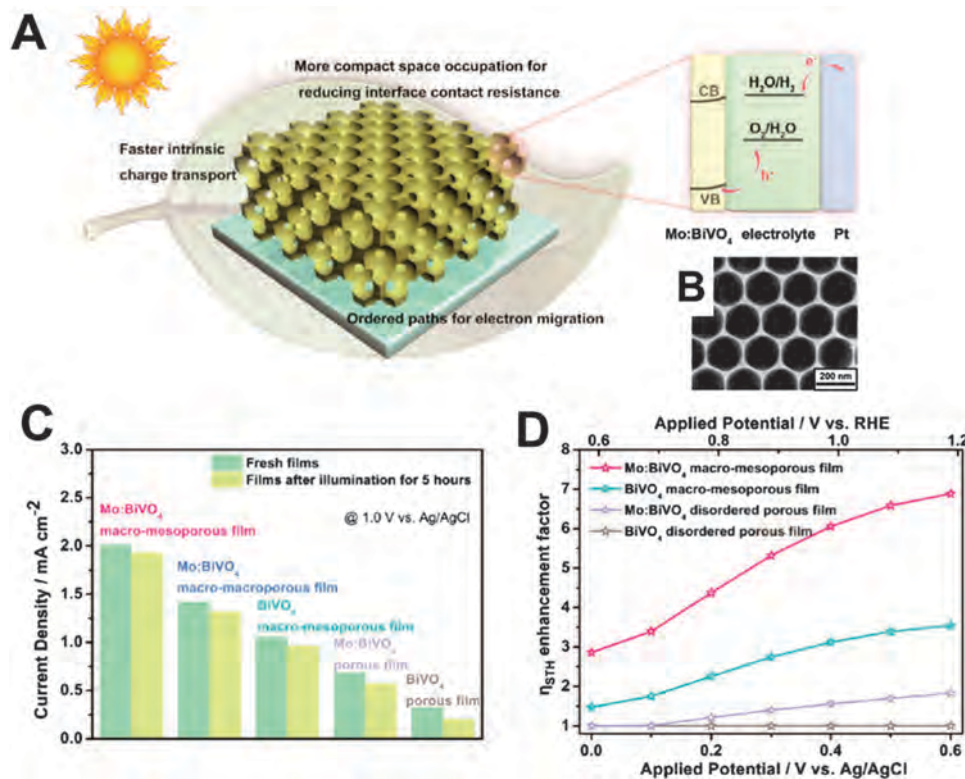 A
More compact space occupation for
reducing interface contact resistance
Faster intrinsic
charge transport
Ordered paths for electron migration
CB
VB
H₂O/H₂
O₂/H₂O
e⁻
h⁺
Mo:BiVO₄ electrolyte Pt
B
200 nm
C
Current Density / mA cm⁻²
3.0
2.5
2.0
1.5
1.0
0.5
0.0
Fresh films
Films after illumination for 5 hours
@ 1.0 V vs. Ag/AgCl
Mo:BiVO₄
macro-mesoporous film
Mo:BiVO₄
macro-macroporous film
BiVO₄
macro-mesoporous film
Mo:BiVO₄
porous film
BiVO₄
porous film
D
Applied Potential / V vs. RHE
0.6 0.7 0.8 0.9 1.0 1.1 1.2
η_STH enhancement factor
8
7
6
5
4
3
2
1
Mo:BiVO₄ macro-mesoporous film
BiVO₄ macro-mesoporous film
Mo:BiVO₄ disordered porous film
BiVO₄ disordered porous film
0.0 0.1 0.2 0.3 0.4 0.5 0.6
Applied Potential / V vs. Ag/AgCl